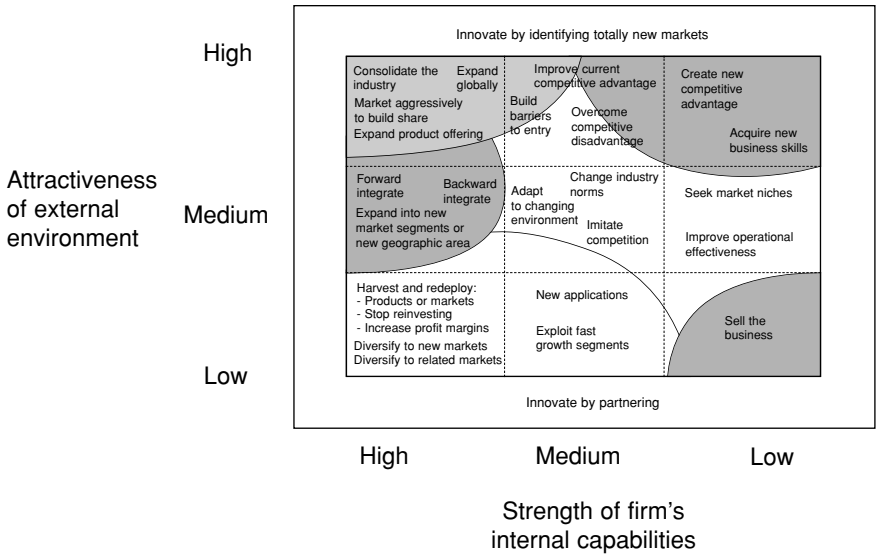 Innovate by identifying totally new markets
High
Consolidate the
industry
Expand
globally
Market aggressively
to build share
Expand product offering
Improve current
competitive advantage
Build
barriers
to entry
Overcome
competitive
disadvantage
Create new
competitive
advantage
Acquire new
business skills
Attractiveness
of external
environment
Medium
Forward
integrate
Backward
integrate
Expand into new
market segments or
new geographic area
Change industry
norms
Adapt
to changing
environment
Imitate
competition
Seek market niches
Improve operational
effectiveness
Low
Harvest and redeploy:
- Products or markets
- Stop reinvesting
- Increase profit margins
Diversify to new markets
Diversify to related markets
New applications
Exploit fast
growth segments
Sell the
business
Innovate by partnering
High
Medium
Low
Strength of firm's
internal capabilities